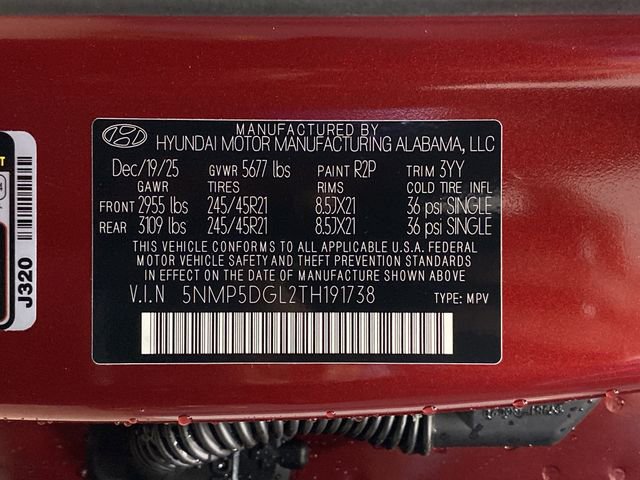 MANUFACTURED BY
HYUNDAI MOTOR MANUFACTURING ALABAMA, LLC
Dec/19/25 GVWR 5677 lbs PAINT R2P TRIM 3YY
GAWR TIRES RIMS COLD TIRE INFL
FRONT 2955 lbs 245/45R21 8.5JX21 36 psi SINGLE
REAR 3109 lbs 245/45R21 8.5JX21 36 psi SINGLE
THIS VEHICLE CONFORMS TO ALL APPLICABLE U.S.A. FEDERAL
MOTOR VEHICLE SAFETY AND THEFT PREVENTION STANDARDS
IN EFFECT ON THE DATE OF MANUFACTURE SHOWN ABOVE
V.I.N 5NMP5DGL2TH191738 TYPE: MPV
J320